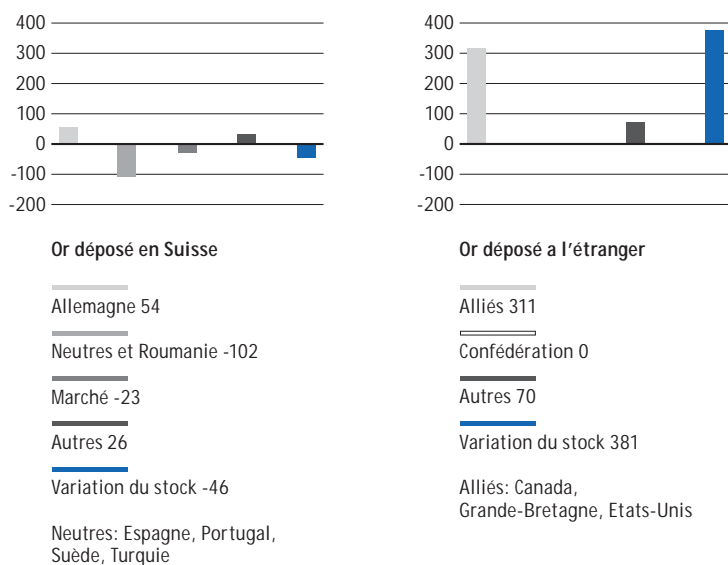 400
300
200
100
0
-100
-200
Or déposé en Suisse
Allemagne 54
Neutres et Roumanie -102
Marché -23
Autres 26
Variation du stock -46
Neutres: Espagne, Portugal,
Suède, Turquie
400
300
200
100
0
-100
-200
Or déposé a l’étranger
Alliés 311
Confédération 0
Autres 70
Variation du stock 381
Alliés: Canada,
Grande-Bretagne, Etats-Unis